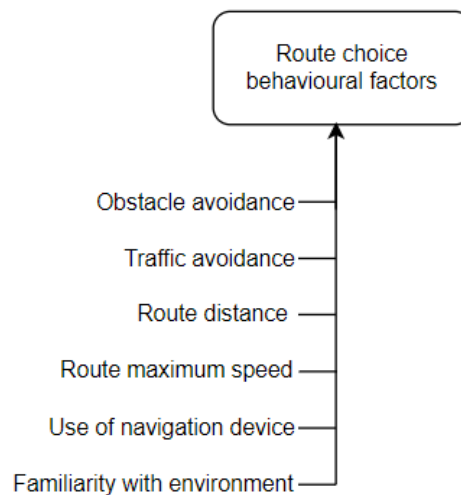 Route choice
behavioural factors
Obstacle avoidance
Traffic avoidance
Route distance
Route maximum speed
Use of navigation device
Familiarity with environment